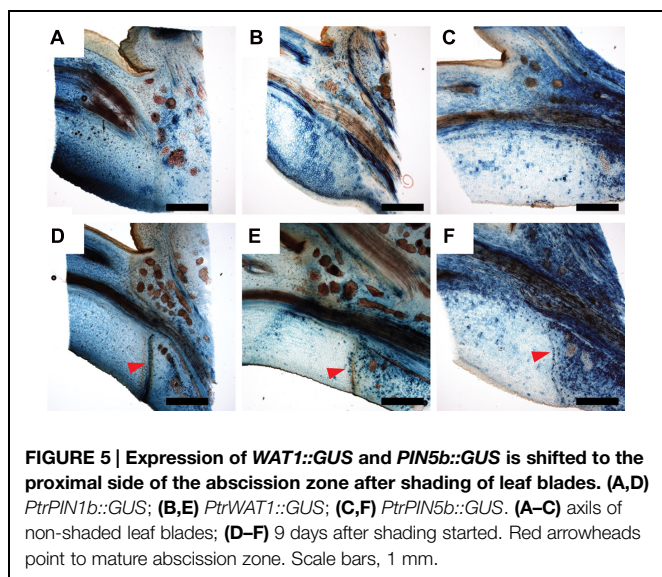 A
B
C
D
E
F
FIGURE 5 | Expression of WAT1::GUS and PIN5b::GUS is shifted to the
proximal side of the abscission zone after shading of leaf blades. (A,D)
PtrPIN1b::GUS; (B,E) PtrWAT1::GUS; (C,F) PtrPIN5b::GUS. (A–C) axils of
non-shaded leaf blades; (D–F) 9 days after shading started. Red arrowheads
point to mature abscission zone. Scale bars, 1 mm.